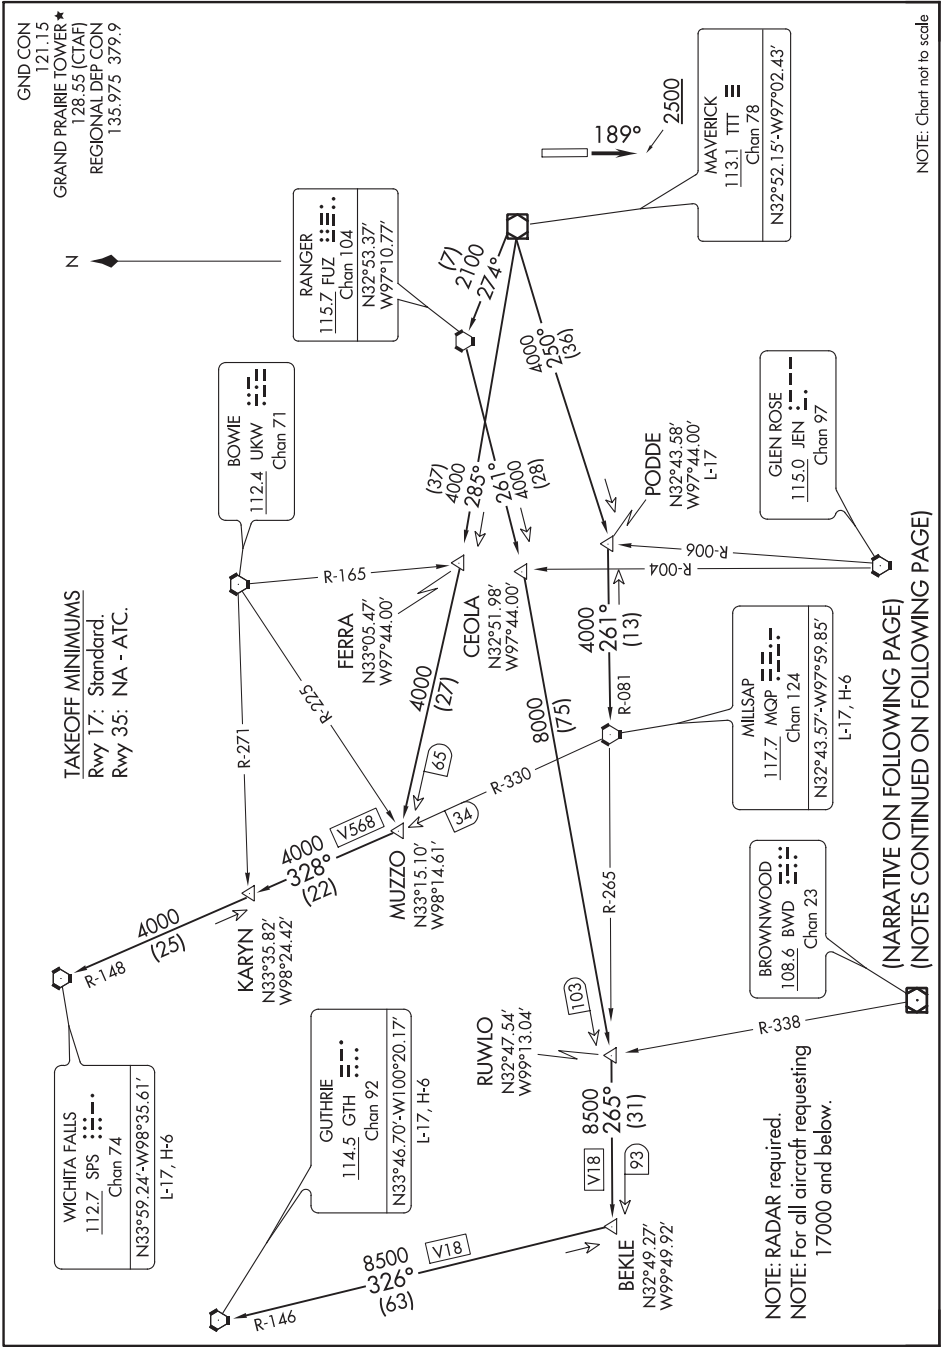 GND CON
121.15
GRAND PRAIRIE TOWER★
128.55 (CTAF)
REGIONAL DEP CON
135.975 379.9
TAKEOFF MINIMUMS
Rwy 17: Standard.
Rwy 35: NA - ATC.
N
WICHITA FALLS
112.7 SPS
Chan 74
N33°59.24'-W98°35.61'
L-17, H-6
R-148
4000
(25)
KARYN
N33°35.82'
W98°24.42'
R-271
BOWIE
112.4 UKW
Chan 71
R-225
R-165
RANGER
115.7 FUZ
Chan 104
N32°53.37'
W97°10.77'
4000
328°
(22)
V568
MUZZO
N33°15.10'
W98°14.61'
65
34
4000
(27)
FERRA
N33°05.47'
W97°44.00'
(37)
4000
285°
(7)
2100
274°
261°
4000
(28)
CEOLA
N32°51.98'
W97°44.00'
4000
250°
(36)
189°
2500
MAVERICK
113.1 TTT
Chan 78
N32°52.15'-W97°02.43'
GUTHRIE
114.5 GTH
Chan 92
N33°46.70'-W100°20.17'
L-17, H-6
R-146
8500
326°
(63)
V18
BEKLE
N32°49.27'
W99°49.92'
93
V18
8500
265°
(31)
RUWLO
N32°47.54'
W99°13.04'
103
8000
(75)
R-265
R-330
R-081
4000
261°
(13)
PODDE
N32°43.58'
W97°44.00'
L-17
R-004
R-006
GLEN ROSE
115.0 JEN
Chan 97
MILLSAP
117.7 MQP
Chan 124
N32°43.57'-W97°59.85'
L-17, H-6
BROWNWOOD
108.6 BWD
Chan 23
R-338
NOTE: RADAR required.
NOTE: For all aircraft requesting
17000 and below.
(NARRATIVE ON FOLLOWING PAGE)
(NOTES CONTINUED ON FOLLOWING PAGE)
NOTE: Chart not to scale